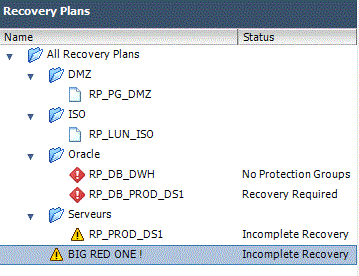 Recovery Plans
Name Status
All Recovery Plans
DMZ
RP_PG_DMZ
ISO
RP_LUN_ISO
Oracle
RP_DB_DWH No Protection Groups
RP_DB_PROD_DS1 Recovery Required
Serveurs
RP_PROD_DS1 Incomplete Recovery
BIG RED ONE ! Incomplete Recovery